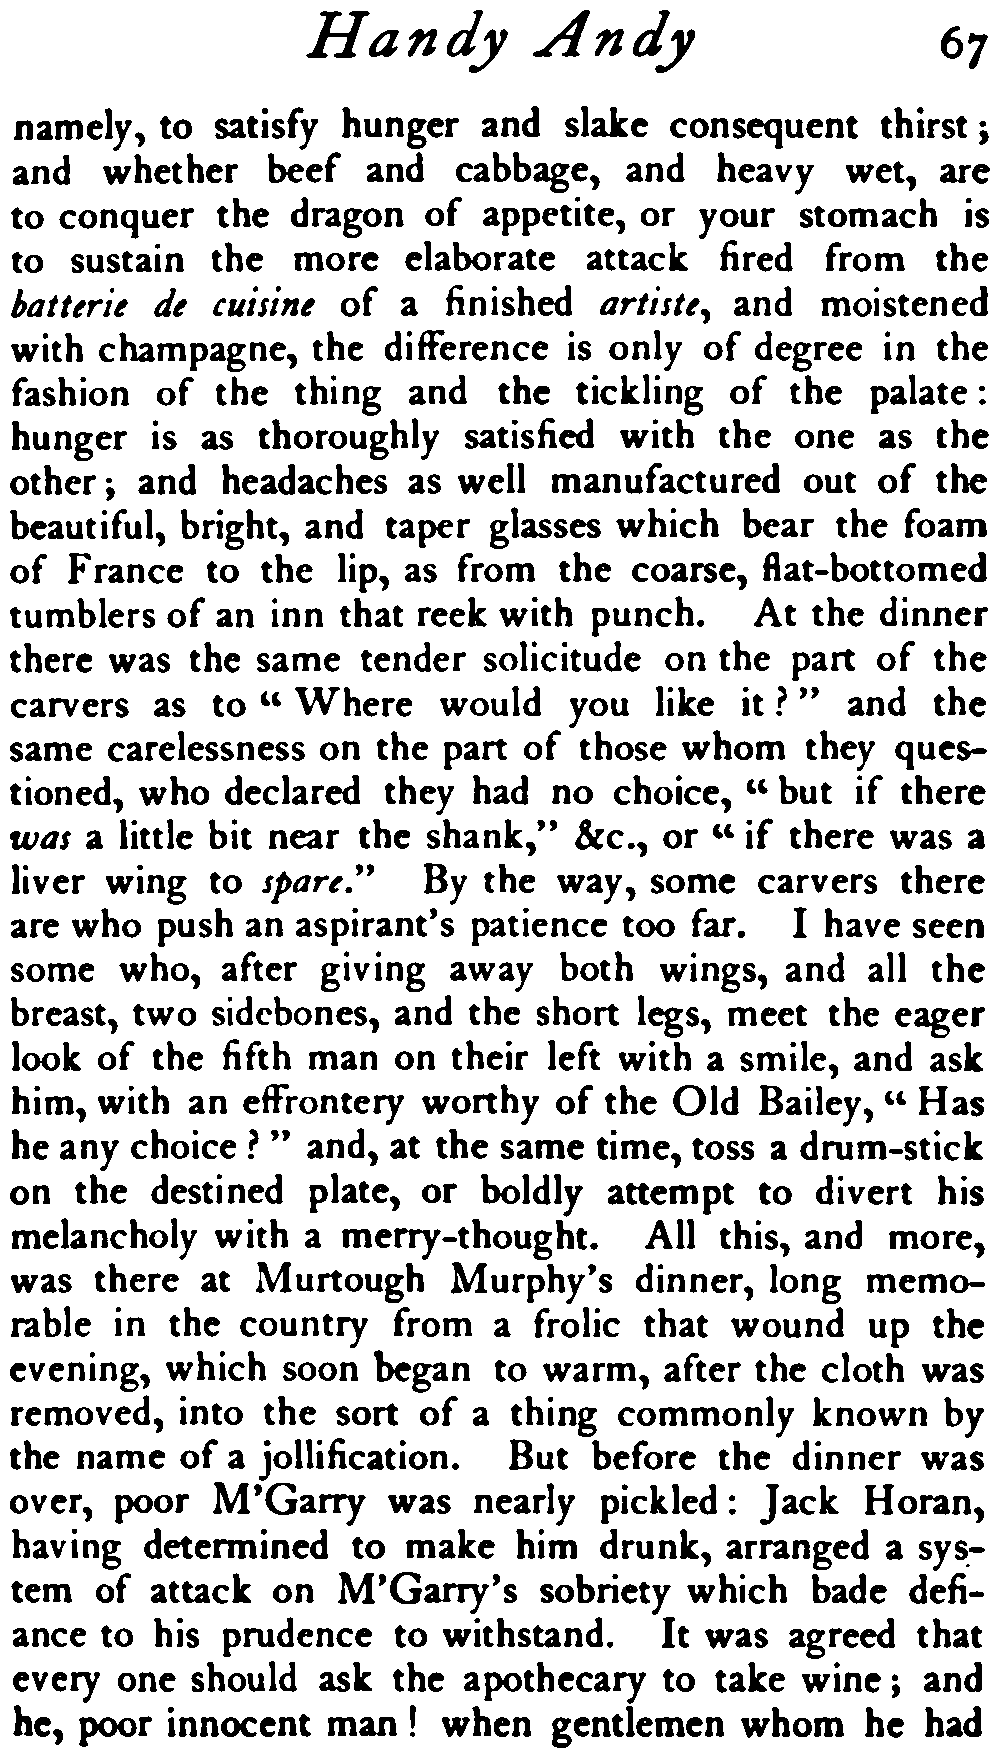 Handy Andy 67
namely, to satisfy hunger and slake consequent thirst;
and whether beef and cabbage, and heavy wet, are
to conquer the dragon of appetite, or your stomach is
to sustain the more elaborate attack fired from the
batterie de cuisine of a finished artiste, and moistened
with champagne, the difference is only of degree in the
fashion of the thing and the tickling of the palate:
hunger is as thoroughly satisfied with the one as the
other; and headaches as well manufactured out of the
beautiful, bright, and taper glasses which bear the foam
of France to the lip, as from the coarse, flat-bottomed
tumblers of an inn that reek with punch. At the dinner
there was the same tender solicitude on the part of the
carvers as to “Where would you like it?” and the
same carelessness on the part of those whom they ques-
tioned, who declared they had no choice, “but if there
was a little bit near the shank,” &c., or “if there was a
liver wing to spare.” By the way, some carvers there
are who push an aspirant's patience too far. I have seen
some who, after giving away both wings, and all the
breast, two sidebones, and the short legs, meet the eager
look of the fifth man on their left with a smile, and ask
him, with an effrontery worthy of the Old Bailey, “Has
he any choice?” and, at the same time, toss a drum-stick
on the destined plate, or boldly attempt to divert his
melancholy with a merry-thought. All this, and more,
was there at Murtough Murphy's dinner, long memo-
rable in the country from a frolic that wound up the
evening, which soon began to warm, after the cloth was
removed, into the sort of a thing commonly known by
the name of a jollification. But before the dinner was
over, poor M'Garry was nearly pickled: Jack Horan,
having determined to make him drunk, arranged a sys-
tem of attack on M'Garry's sobriety which bade defi-
ance to his prudence to withstand. It was agreed that
every one should ask the apothecary to take wine; and
he, poor innocent man! when gentlemen whom he had